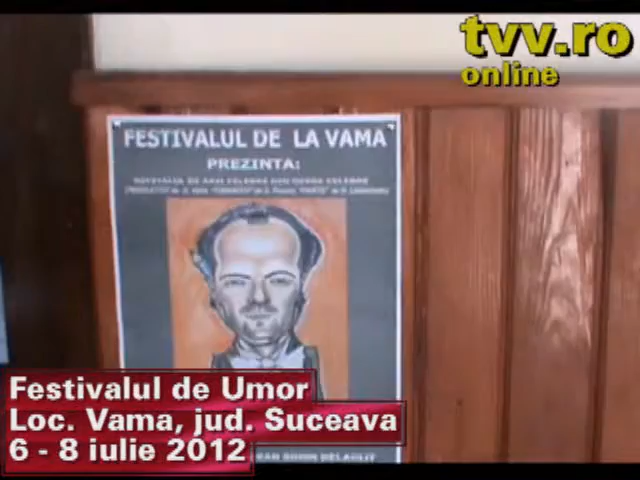 tvv.ro
online
FESTIVALUL DE LA VAMA
PREZINTA:
Festivalul de Umor
Loc. Vama, jud. Suceava
6 - 8 iulie 2012